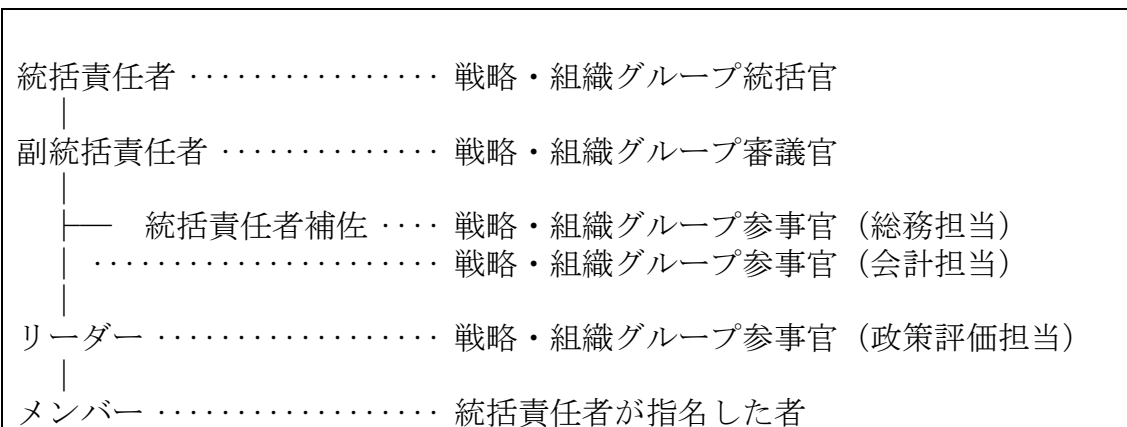 統括責任者 ‥‥‥‥‥‥‥‥ 戦略・組織グループ統括官
副統括責任者 ‥‥‥‥‥‥‥ 戦略・組織グループ審議官
統括責任者補佐 ‥‥ 戦略・組織グループ参事官（総務担当）
‥‥‥‥‥‥‥‥‥‥‥ 戦略・組織グループ参事官（会計担当）
リーダー ‥‥‥‥‥‥‥‥‥ 戦略・組織グループ参事官（政策評価担当）
メンバー ‥‥‥‥‥‥‥‥‥ 統括責任者が指名した者